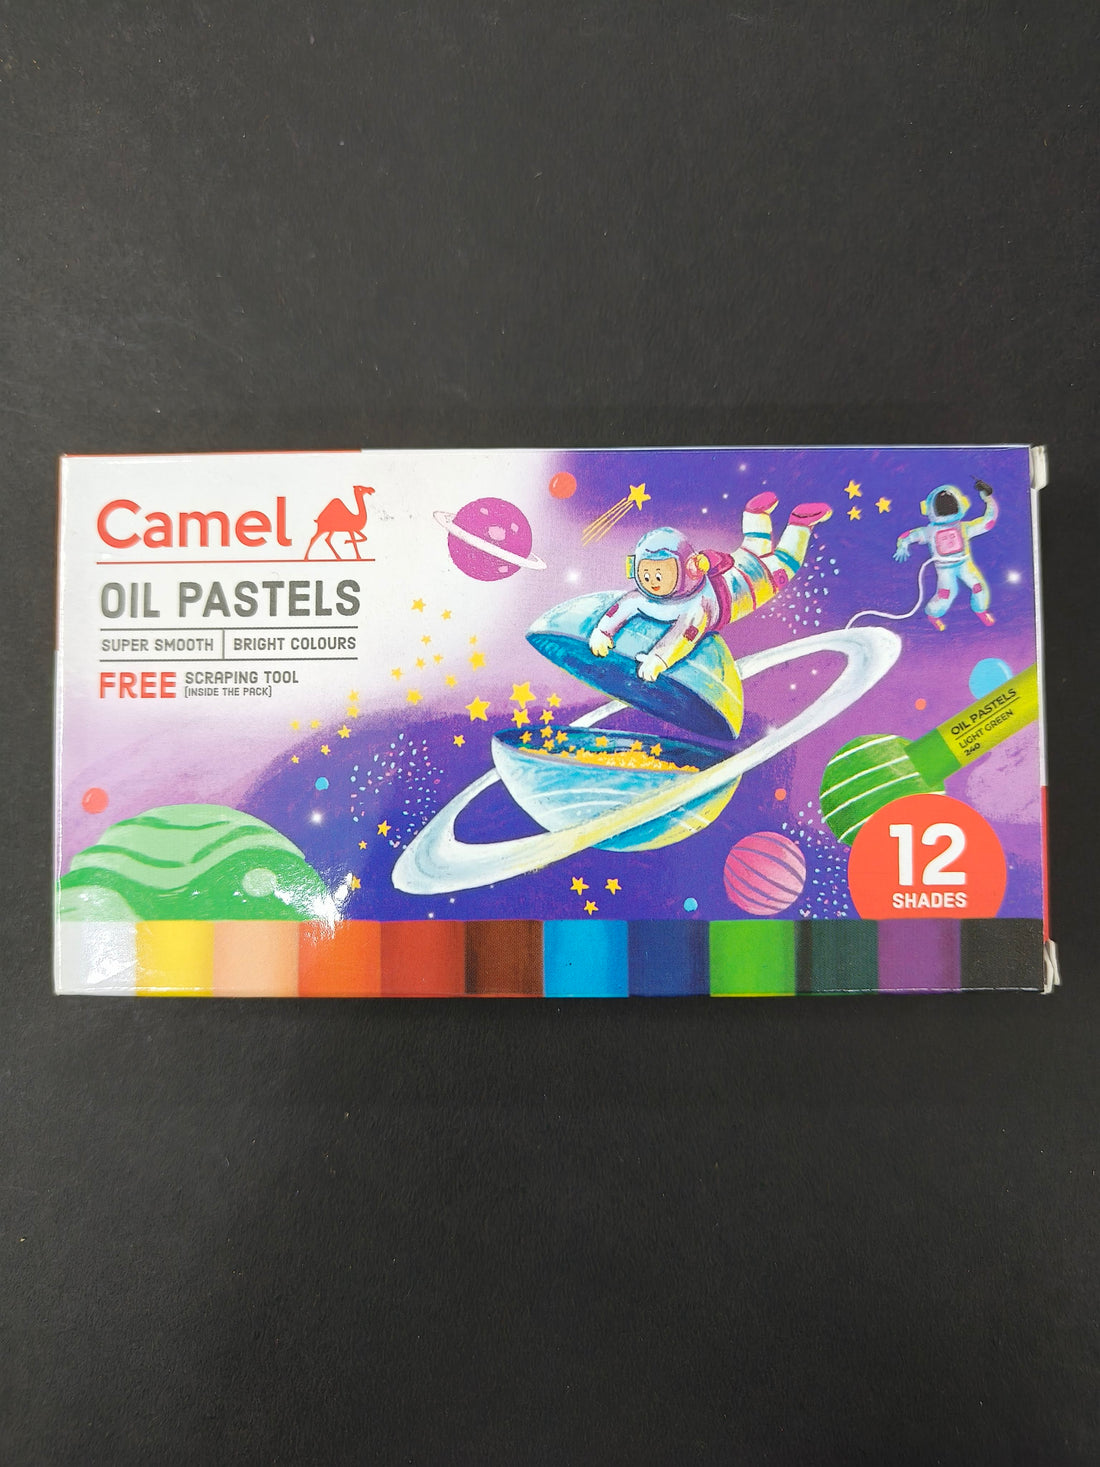 Camel
OIL PASTELS
SUPER SMOOTH | BRIGHT COLOURS
FREE SCRAPING TOOL
(INSIDE THE PACK)
OIL PASTELS
LIGHT GREEN
240
12
SHADES